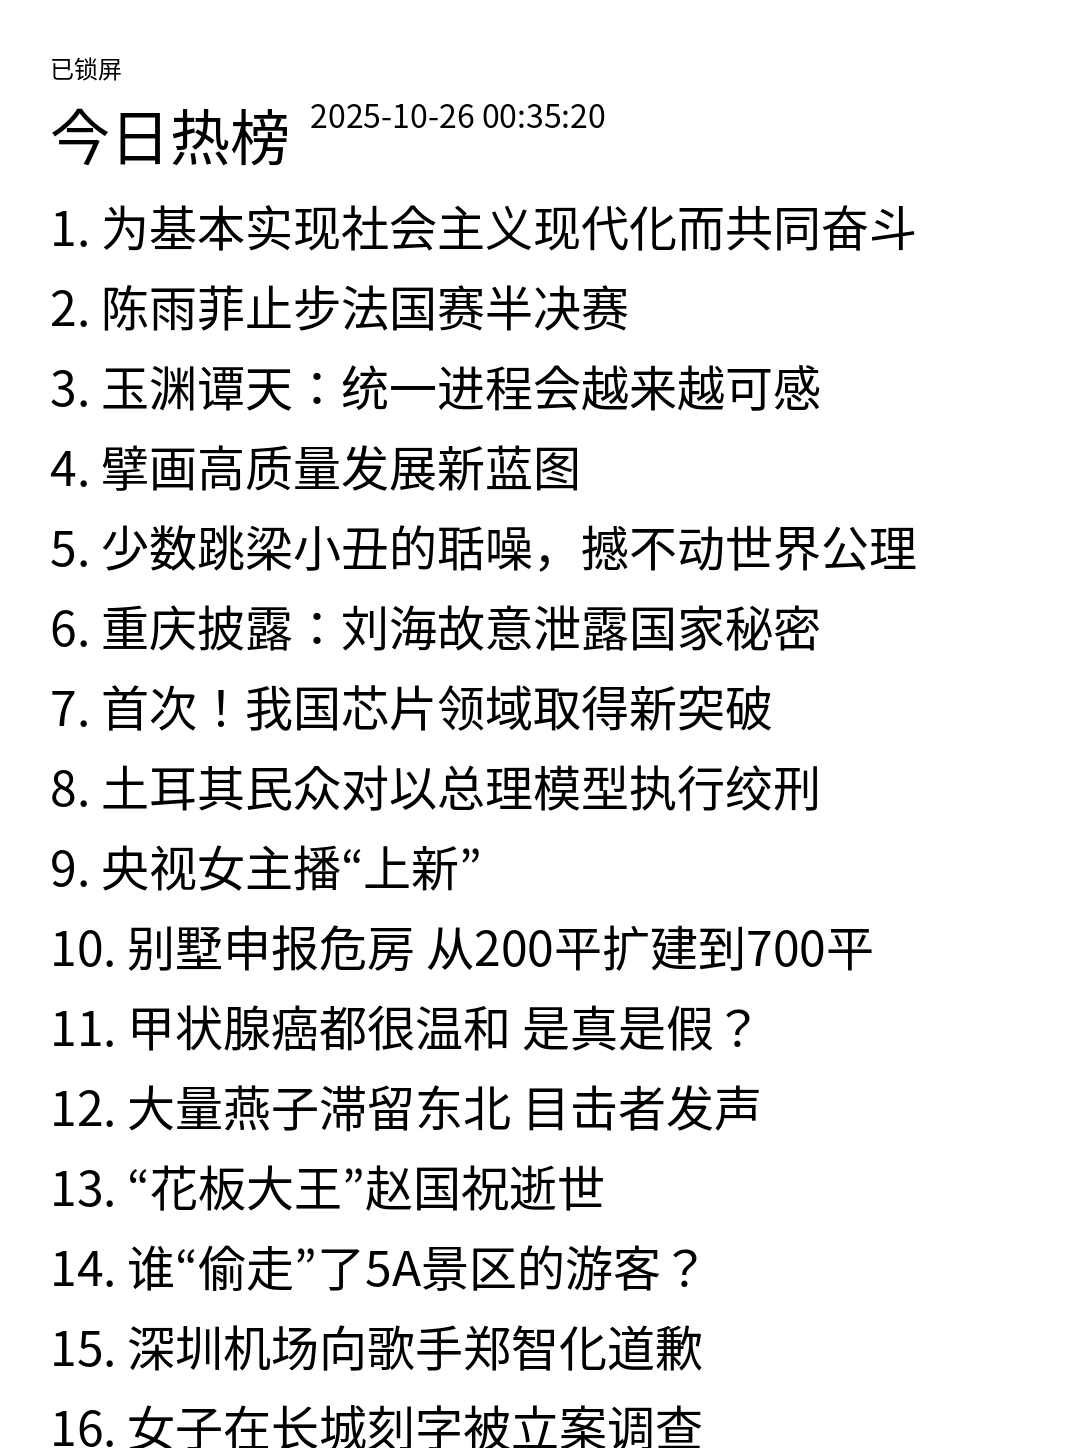 已锁屏
今日热榜 2025-10-26 00:35:20
1. 为基本实现社会主义现代化而共同奋斗
2. 陈雨菲止步法国赛半决赛
3. 玉渊谭天：统一进程会越来越可感
4. 擘画高质量发展新蓝图
5. 少数跳梁小丑的聒噪，撼不动世界公理
6. 重庆披露：刘海故意泄露国家秘密
7. 首次！我国芯片领域取得新突破
8. 土耳其民众对以总理模型执行绞刑
9. 央视女主播“上新”
10. 别墅申报危房 从200平扩建到700平
11. 甲状腺癌都很温和 是真是假？
12. 大量燕子滞留东北 目击者发声
13. “花板大王”赵国祝逝世
14. 谁“偷走”了5A景区的游客？
15. 深圳机场向歌手郑智化道歉
16. 女子在长城刻字被立案调查